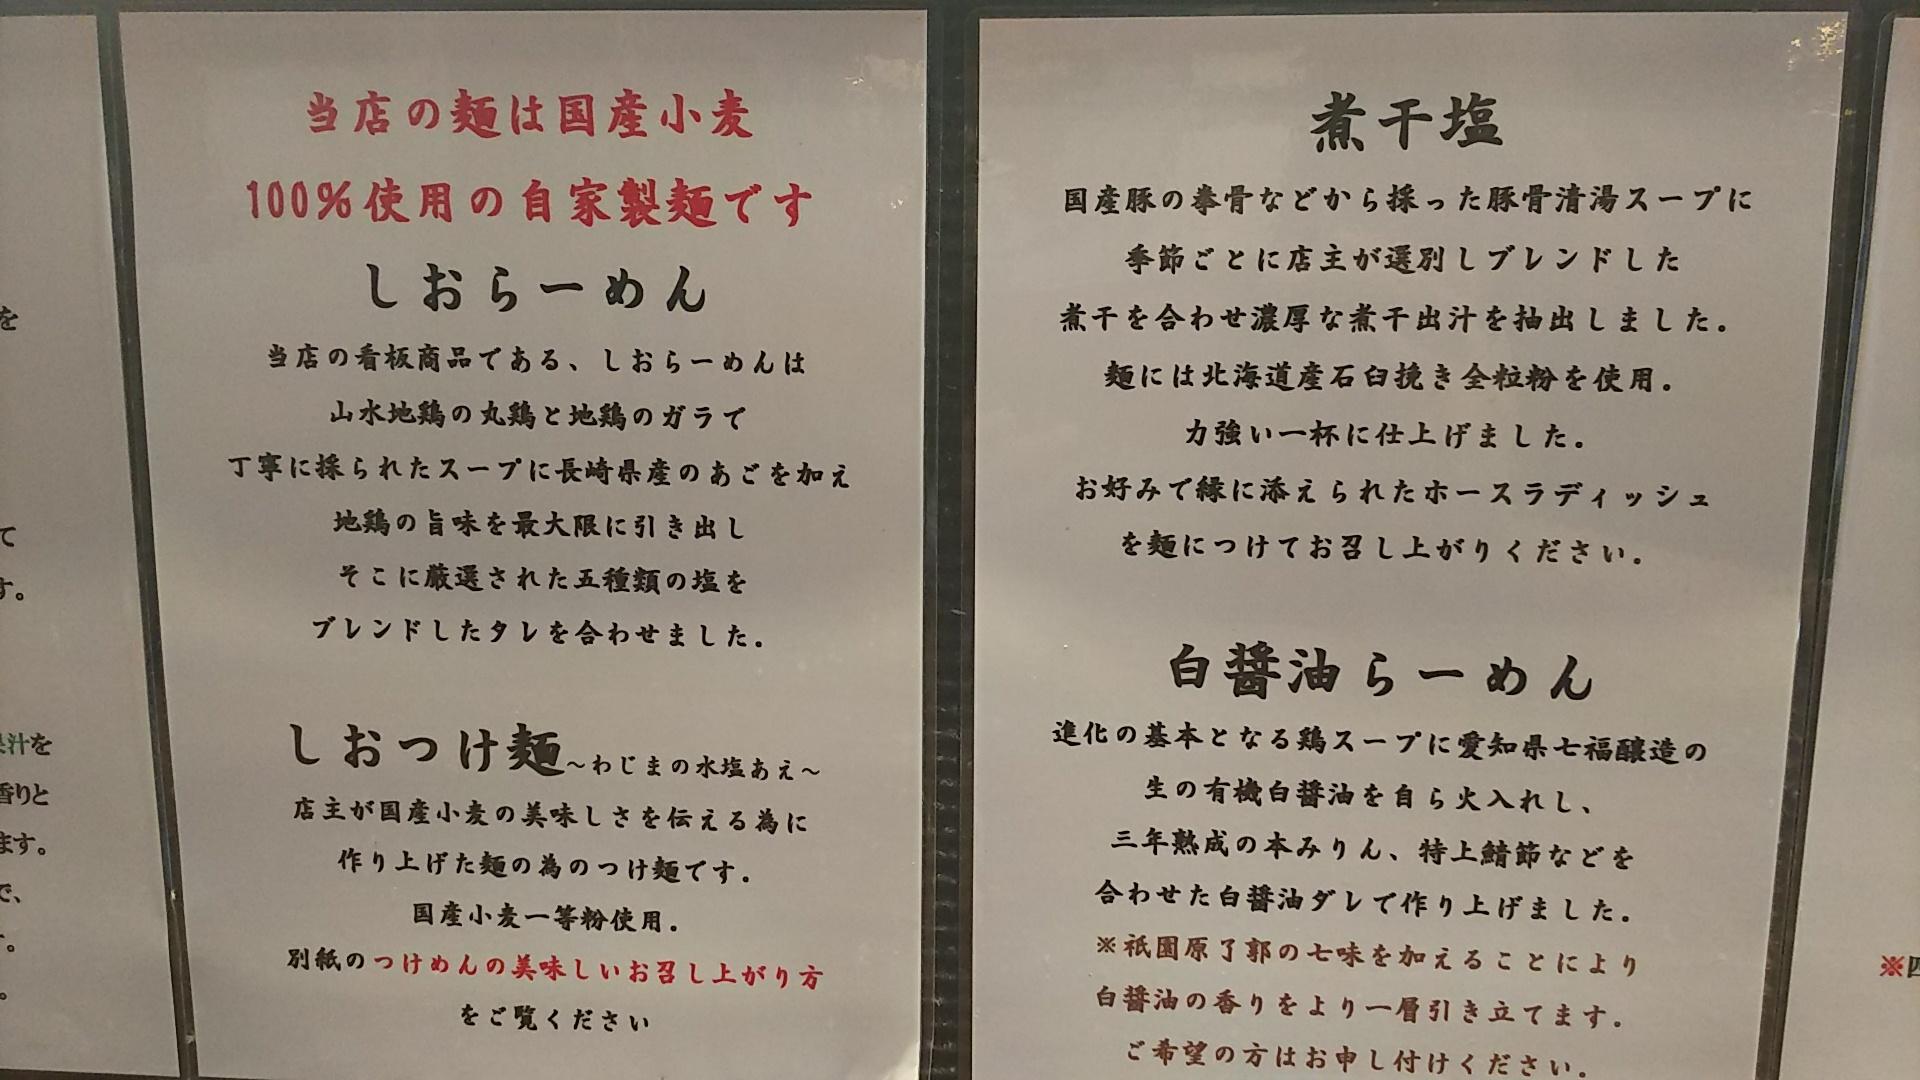 当店の麺は国産小麦
100%使用の自家製麺です
しおらーめん
当店の看板商品である、しおらーめんは
山水地鶏の丸鶏と地鶏のガラで
丁寧に採られたスープに長崎県産のあごを加え
地鶏の旨味を最大限に引き出し
そこに厳選された五種類の塩を
ブレンドしたタレを合わせました。
しおつけ麺~わじまの水塩あえ~
店主が国産小麦の美味しさを伝える為に
作り上げた麺の為のつけ麺です。
国産小麦一等粉使用。
別紙のつけめんの美味しいお召し上がり方
をご覧ください
煮干塩
国産豚の拳骨などから採った豚骨清湯スープに
季節ごとに店主が選別しブレンドした
煮干を合わせ濃厚な煮干出汁を抽出しました。
麺には北海道産石臼挽き全粒粉を使用。
力強い一杯に仕上げました。
お好みで縁に添えられたホースラディッシュ
を麺につけてお召し上がりください。
白醤油らーめん
進化の基本となる鶏スープに愛知県七福醸造の
生の有機白醤油を自ら火入れし、
三年熟成の本みりん、特上鯖節などを
合わせた白醤油ダレで作り上げました。
※祇園原了郭の七味を加えることにより
白醤油の香りをより一層引き立てます。
ご希望の方はお申し付けください。
を
て
す。
汁を
香りと
ます。
で、
。
。
※四